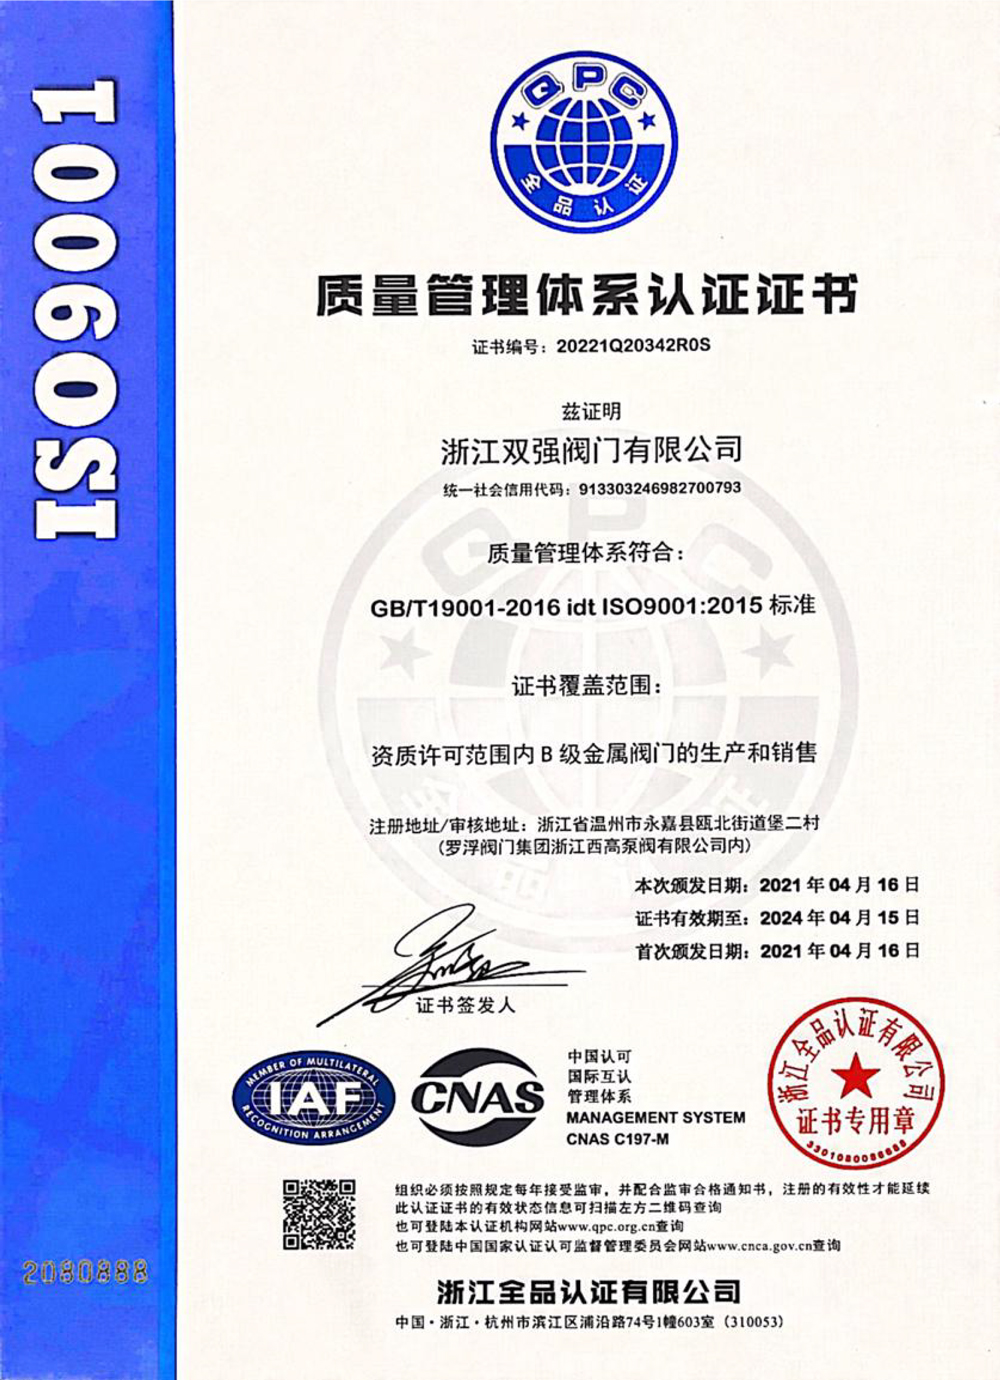 ISO9001
QPC
全品认证
质量管理体系认证证书
证书编号：20221Q20342R0S
兹证明
浙江双强阀门有限公司
统一社会信用代码：913303246982700793
质量管理体系符合：
GB/T19001-2016 idt ISO9001:2015 标准
证书覆盖范围：
资质许可范围内 B 级金属阀门的生产和销售
注册地址/审核地址：浙江省温州市永嘉县瓯北街道堡二村
(罗浮阀门集团浙江西高泵阀有限公司内)
本次颁发日期：2021 年 04 月 16 日
证书有效期至：2024 年 04 月 15 日
首次颁发日期：2021 年 04 月 16 日
证书签发人
MEMBER OF MULTILATERAL
IAF
RECOGNITION ARRANGEMENT
CNAS
中国认可
国际互认
管理体系
MANAGEMENT SYSTEM
CNAS C197-M
浙江全品认证有限公司
证书专用章
组织必须按照规定每年接受监审，并配合监审合格通知书，注册的有效性才能延续
此认证证书的有效状态信息可扫描左方二维码查询
也可登陆本认证机构网站www.qpc.org.cn查询
也可登陆中国国家认证认可监督管理委员会网站www.cnca.gov.cn查询
2080888
浙江全品认证有限公司
中国·浙江·杭州市滨江区浦沿路74号1幢603室（310053）